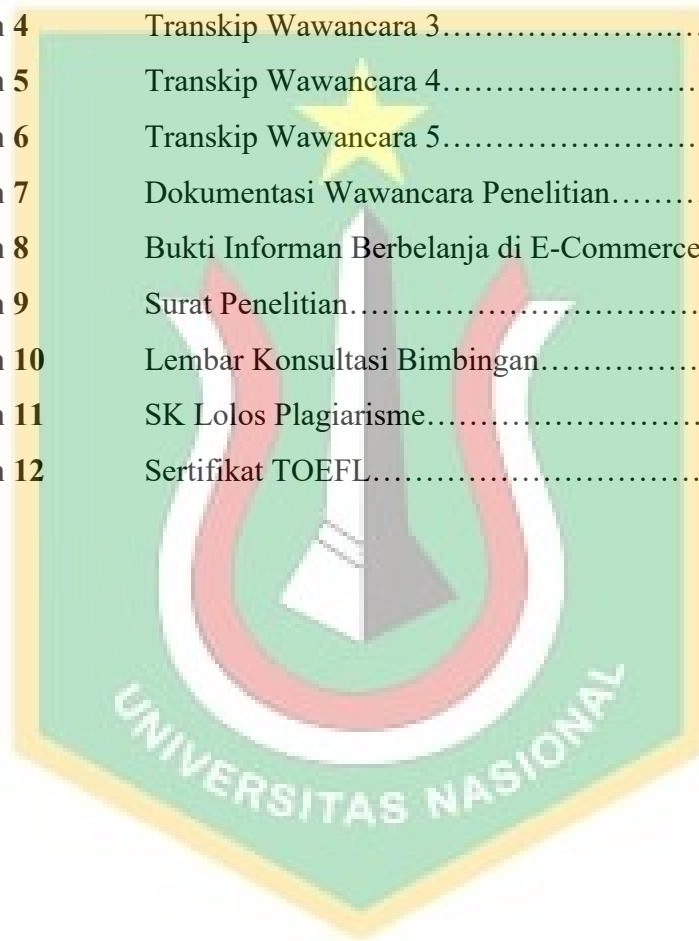 n 4 Transkip Wawancara 3…………………..…
n 5 Transkip Wawancara 4……………………
n 6 Transkip Wawancara 5……………………
n 7 Dokumentasi Wawancara Penelitian………
n 8 Bukti Informan Berbelanja di E-Commerce
n 9 Surat Penelitian……………………………
n 10 Lembar Konsultasi Bimbingan……………
n 11 SK Lolos Plagiarisme………………………
n 12 Sertifikat TOEFL……………………………
UNIVERSITAS NASIONAL